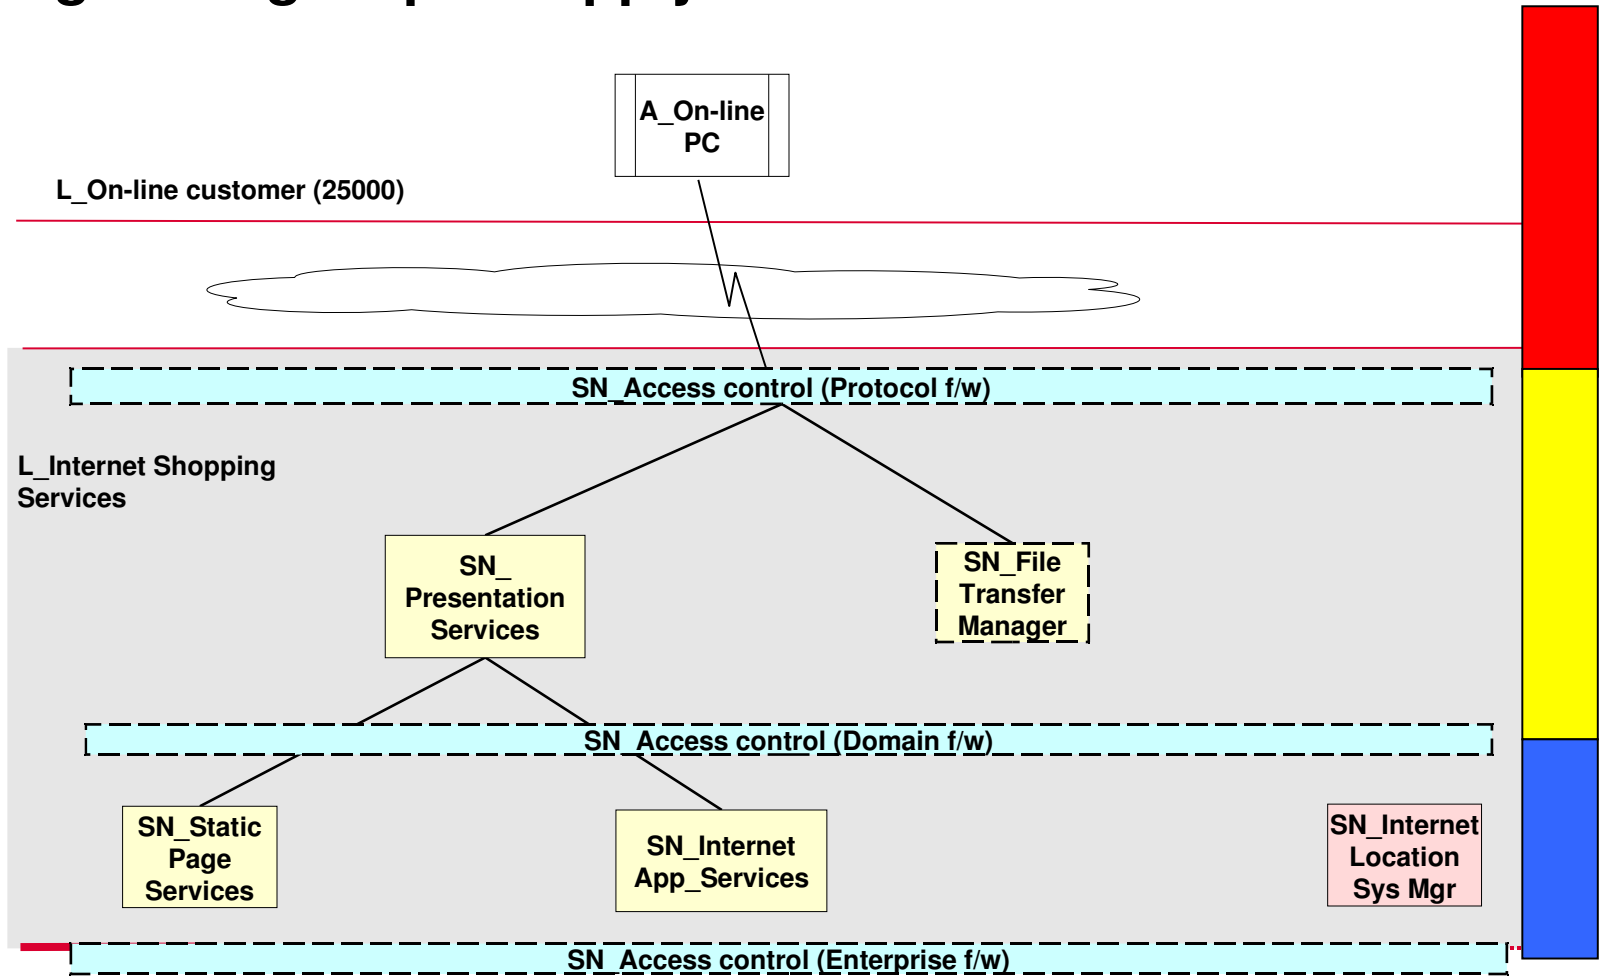 A_On-line
PC
L_On-line customer (25000)
SN_Access control (Protocol f/w)
L_Internet Shopping
Services
SN_
Presentation
Services
SN_File
Transfer
Manager
SN_Access control (Domain f/w)
SN_Static
Page
Services
SN_Internet
App_Services
SN_Internet
Location
Sys Mgr
SN_Access control (Enterprise f/w)